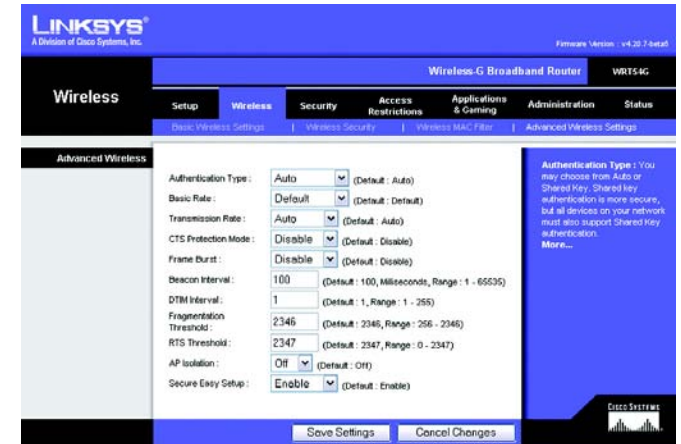 LINKSYS®
A Division of Cisco Systems, Inc.
Firmware Version : v4.20.7-beta6
Wireless-G Broadband Router WRT54G
Wireless
Setup Wireless Security Access Restrictions Applications & Gaming Administration Status
Basic Wireless Settings | Wireless Security | Wireless MAC Filter | Advanced Wireless Settings
Advanced Wireless
Authentication Type : Auto (Default : Auto)
Basic Rate : Default (Default : Default)
Transmission Rate : Auto (Default : Auto)
CTS Protection Mode : Disable (Default : Disable)
Frame Burst : Disable (Default : Disable)
Beacon Interval : 100 (Default : 100, Miliseconds, Range : 1 - 65535)
DTIM Interval : 1 (Default : 1, Range : 1 - 255)
Fragmentation Threshold : 2346 (Default : 2346, Range : 256 - 2346)
RTS Threshold : 2347 (Default : 2347, Range : 0 - 2347)
AP Isolation : Off (Default : Off)
Secure Easy Setup : Enable (Default : Enable)
Authentication Type : You
may choose from Auto or
Shared Key. Shared key
authentication is more secure,
but all devices on your network
must also support Shared Key
authentication.
More...
Save Settings Cancel Changes
CISCO SYSTEMS